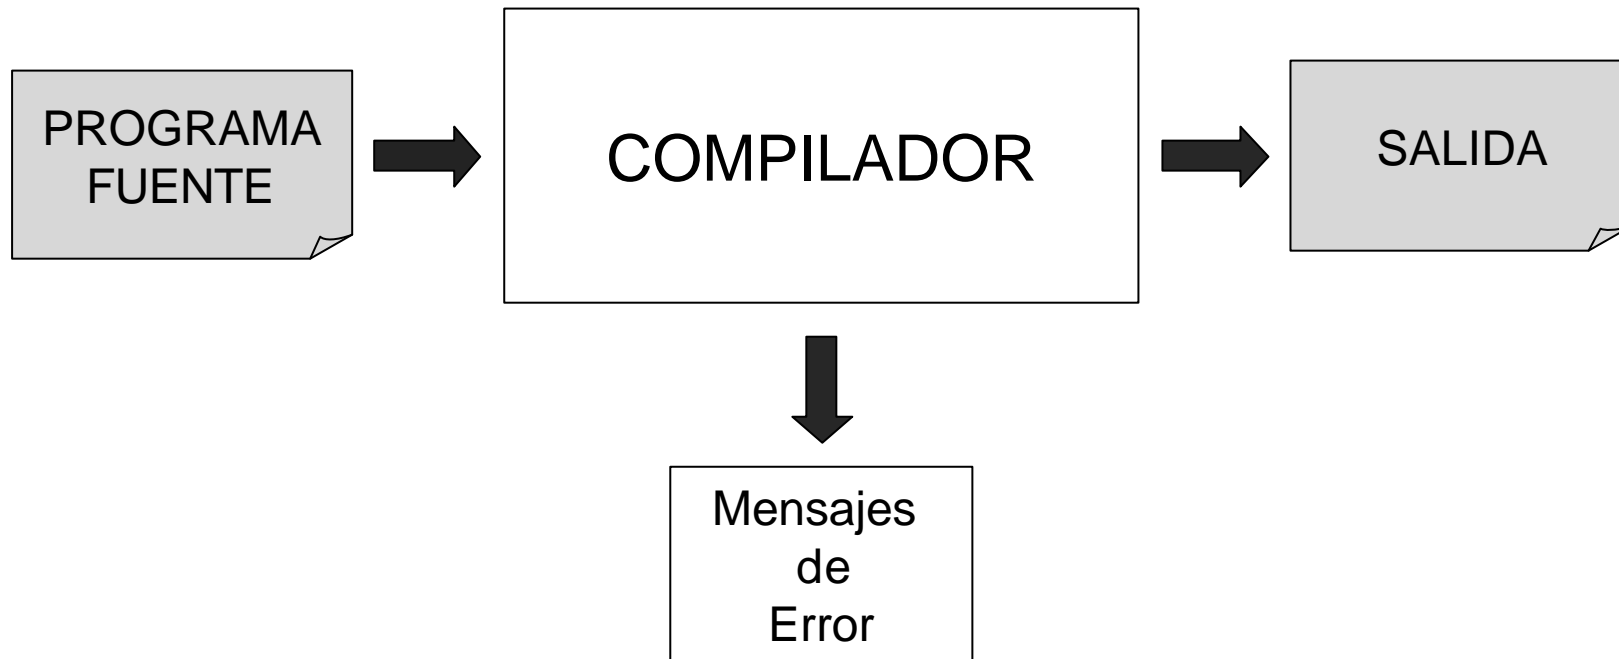 PROGRAMA
FUENTE
COMPILADOR
SALIDA
Mensajes
de
Error